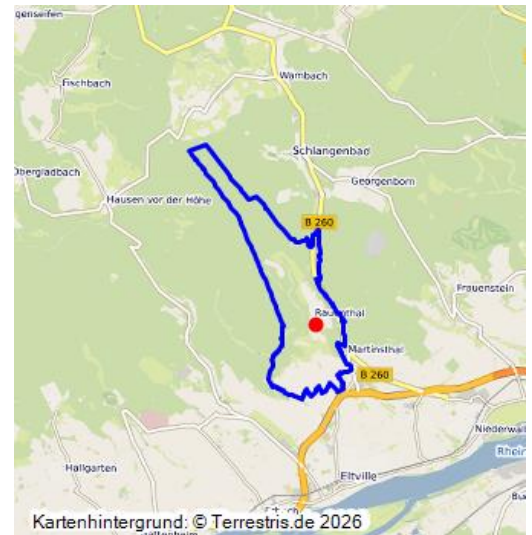 genseifen
Wambach
Fischbach
Schlangenbad
Obergladbach
Georgenborn
Hausen vor der Höhe
B 260
Frauenstein
Rauenthal
Martinsthal
B 260
Niederwall
Hallgarten
Rhein
Eltville
Kartenhintergrund: © Terrestris.de 2026